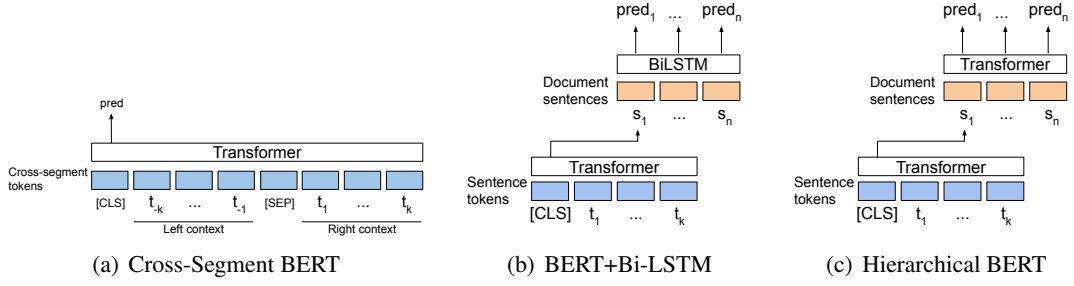 pred
Transformer
Cross-segment
tokens
[CLS] t-k ... t-1 [SEP] t1 ... tk
Left context Right context
(a) Cross-Segment BERT
pred1 ... predn
BiLSTM
Document
sentences
s1 ... sn
Transformer
Sentence
tokens
[CLS] t1 ... tk
(b) BERT+Bi-LSTM
pred1 ... predn
Transformer
Document
sentences
s1 ... sn
Transformer
Sentence
tokens
[CLS] t1 ... tk
(c) Hierarchical BERT